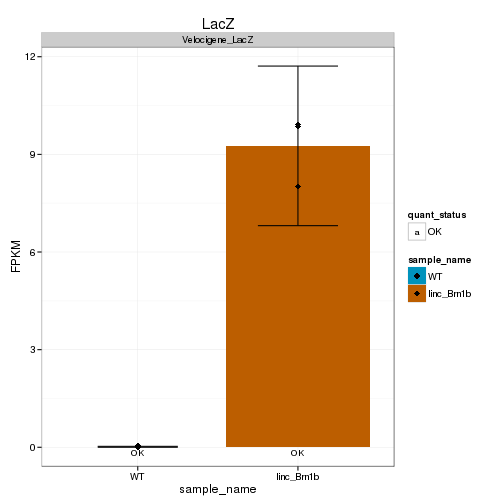 LacZ
Velocigene_LacZ
12
9
6
3
0
FPKM
OK
OK
WT
linc_Brn1b
sample_name
quant_status
a OK
sample_name
WT
linc_Brn1b